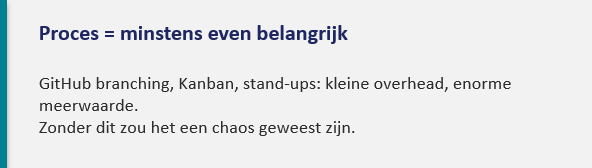 Proces = minstens even belangrijk
GitHub branching, Kanban, stand-ups: kleine overhead, enorme
meerwaarde.
Zonder dit zou het een chaos geweest zijn.